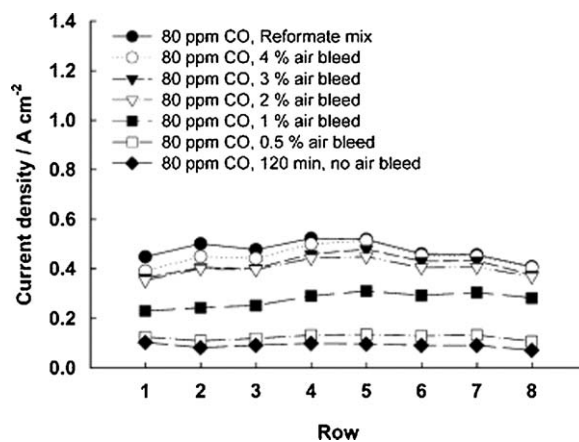 1.4
1.2
1.0
0.8
0.6
0.4
0.2
0.0
Current density / A cm-2
80 ppm CO, Reformate mix
80 ppm CO, 4 % air bleed
80 ppm CO, 3 % air bleed
80 ppm CO, 2 % air bleed
80 ppm CO, 1 % air bleed
80 ppm CO, 0.5 % air bleed
80 ppm CO, 120 min, no air bleed
1 2 3 4 5 6 7 8
Row